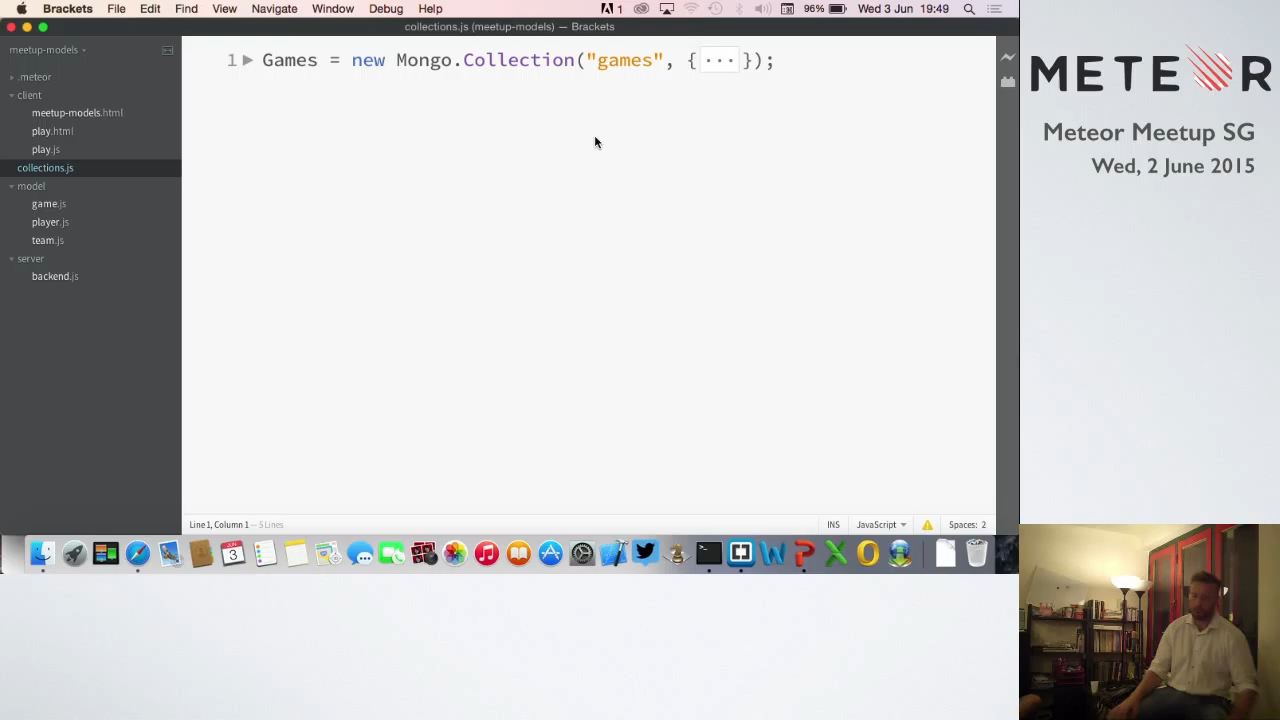 Brackets File Edit Find View Navigate Window Debug Help
1 96% Wed 3 Jun 19:49
collections.js (meetup-models) — Brackets
meetup-models
.meteor
client
meetup-models.html
play.html
play.js
collections.js
model
game.js
player.js
team.js
server
backend.js
1 Games = new Mongo.Collection("games", {...});
Line 1, Column 1 — 5 Lines
INS JavaScript Spaces: 2
METEOR
Meteor Meetup SG
Wed, 2 June 2015
3